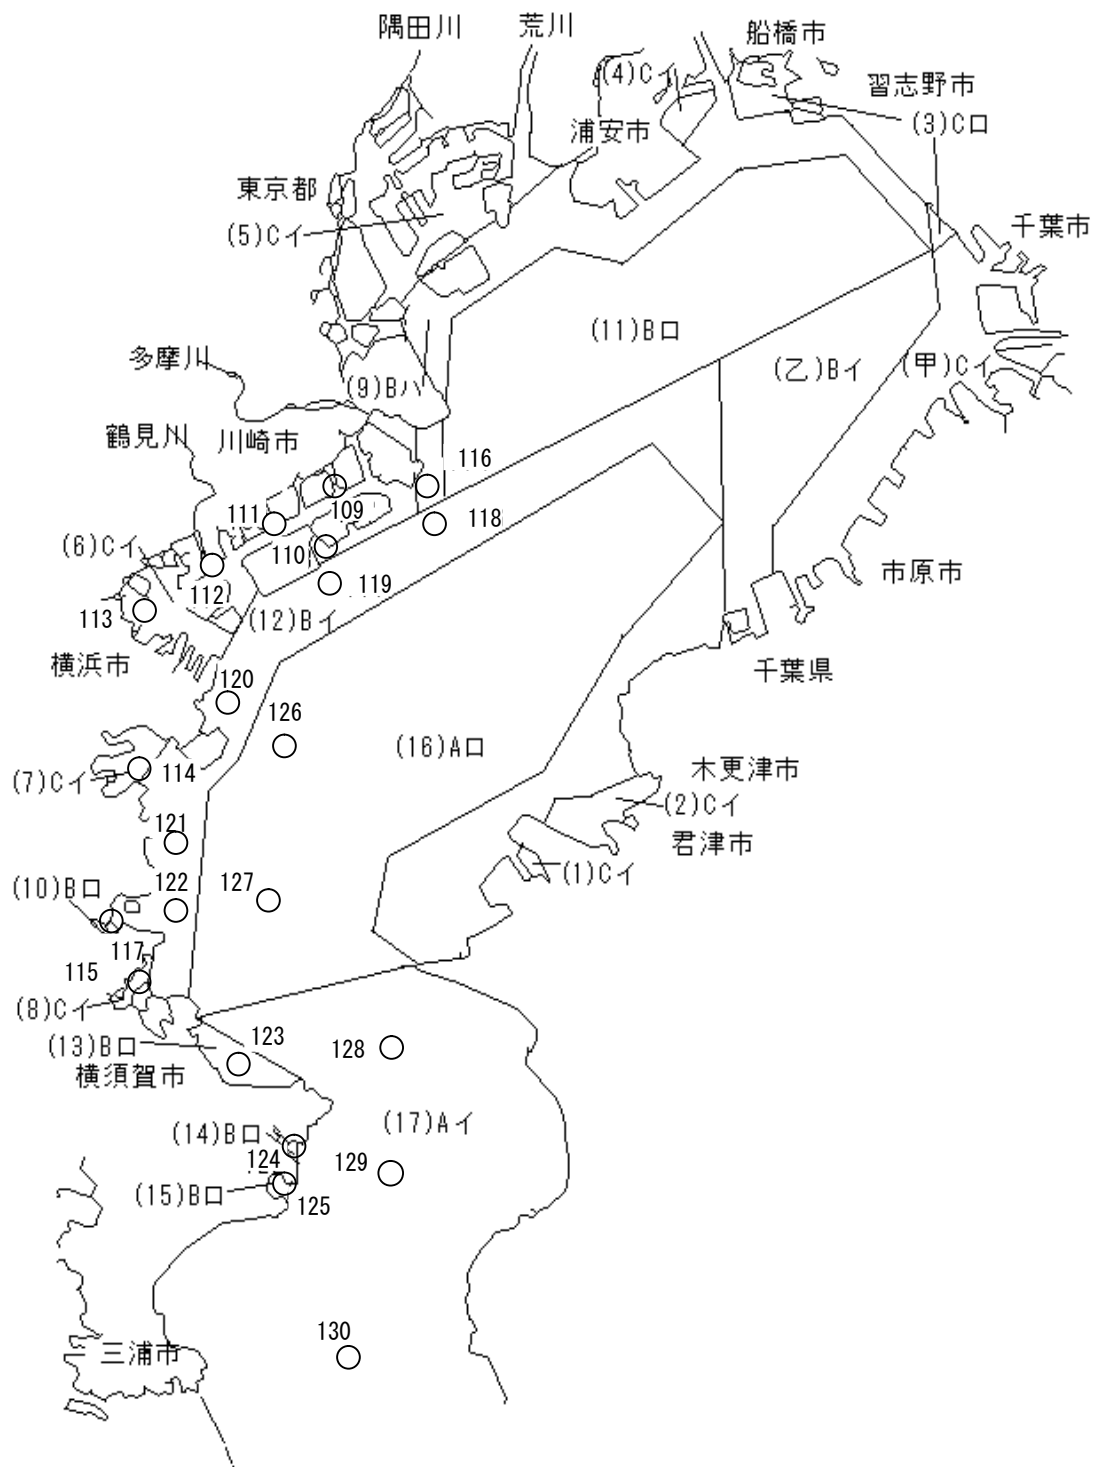 隅田川
荒川
船橋市
(4)Cイ
習志野市
(3)Cロ
浦安市
東京都
(5)Cイ
千葉市
(11)Bロ
多摩川
(乙)Bイ
(甲)Cイ
(9)Bハ
鶴見川
川崎市
116
109
111
118
(6)Cイ
110
市原市
112
119
113
(12)Bイ
横浜市
千葉県
120
126
(16)Aロ
木更津市
(7)Cイ
114
(2)Cイ
121
君津市
(1)Cイ
(10)Bロ
122
127
117
115
(8)Cイ
(13)Bロ
123
128
横須賀市
(17)Aイ
(14)Bロ
124
129
(15)Bロ
125
130
三浦市